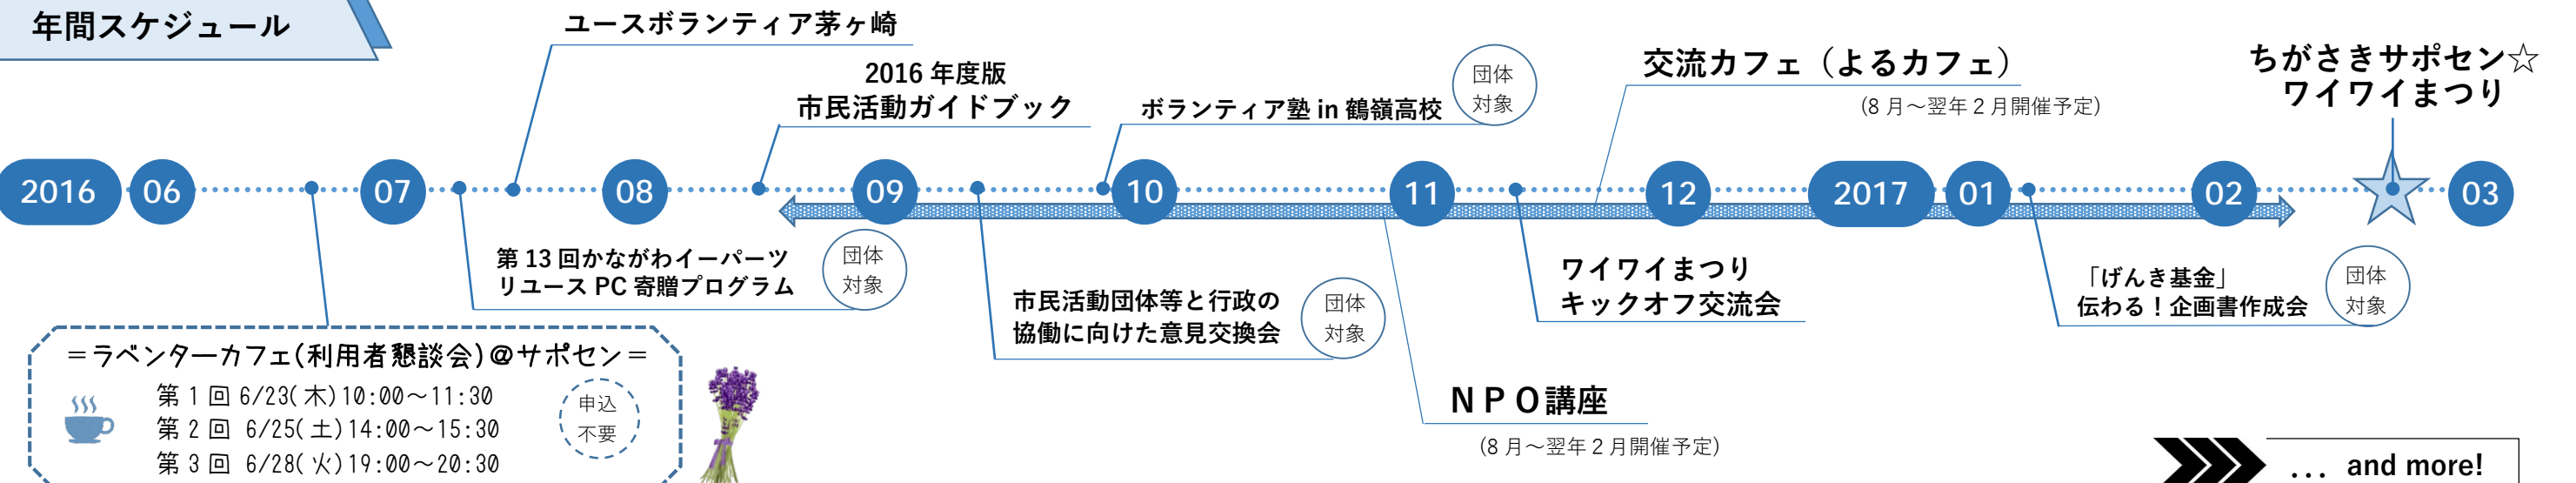 年間スケジュール
ユースボランティア茅ヶ崎
2016 年度版
市民活動ガイドブック
ボランティア塾 in 鶴嶺高校
団体
対象
交流カフェ（よるカフェ）
(8 月～翌年 2 月開催予定)
ちがさきサポセン☆
ワイワイまつり
2016 06 07 08 09 10 11 12 2017 01 02 03
第 13 回かながわイーパーツ
リユース PC 寄贈プログラム
団体
対象
市民活動団体等と行政の
協働に向けた意見交換会
団体
対象
ワイワイまつり
キックオフ交流会
「げんき基金」
伝わる！企画書作成会
団体
対象
ＮＰＯ講座
(8 月～翌年 2 月開催予定)
＝ラベンターカフェ(利用者懇談会)@サポセン＝
第 1 回 6/23(木)10:00～11:30
第 2 回 6/25(土)14:00～15:30
第 3 回 6/28(火)19:00～20:30
申込
不要
... and more!